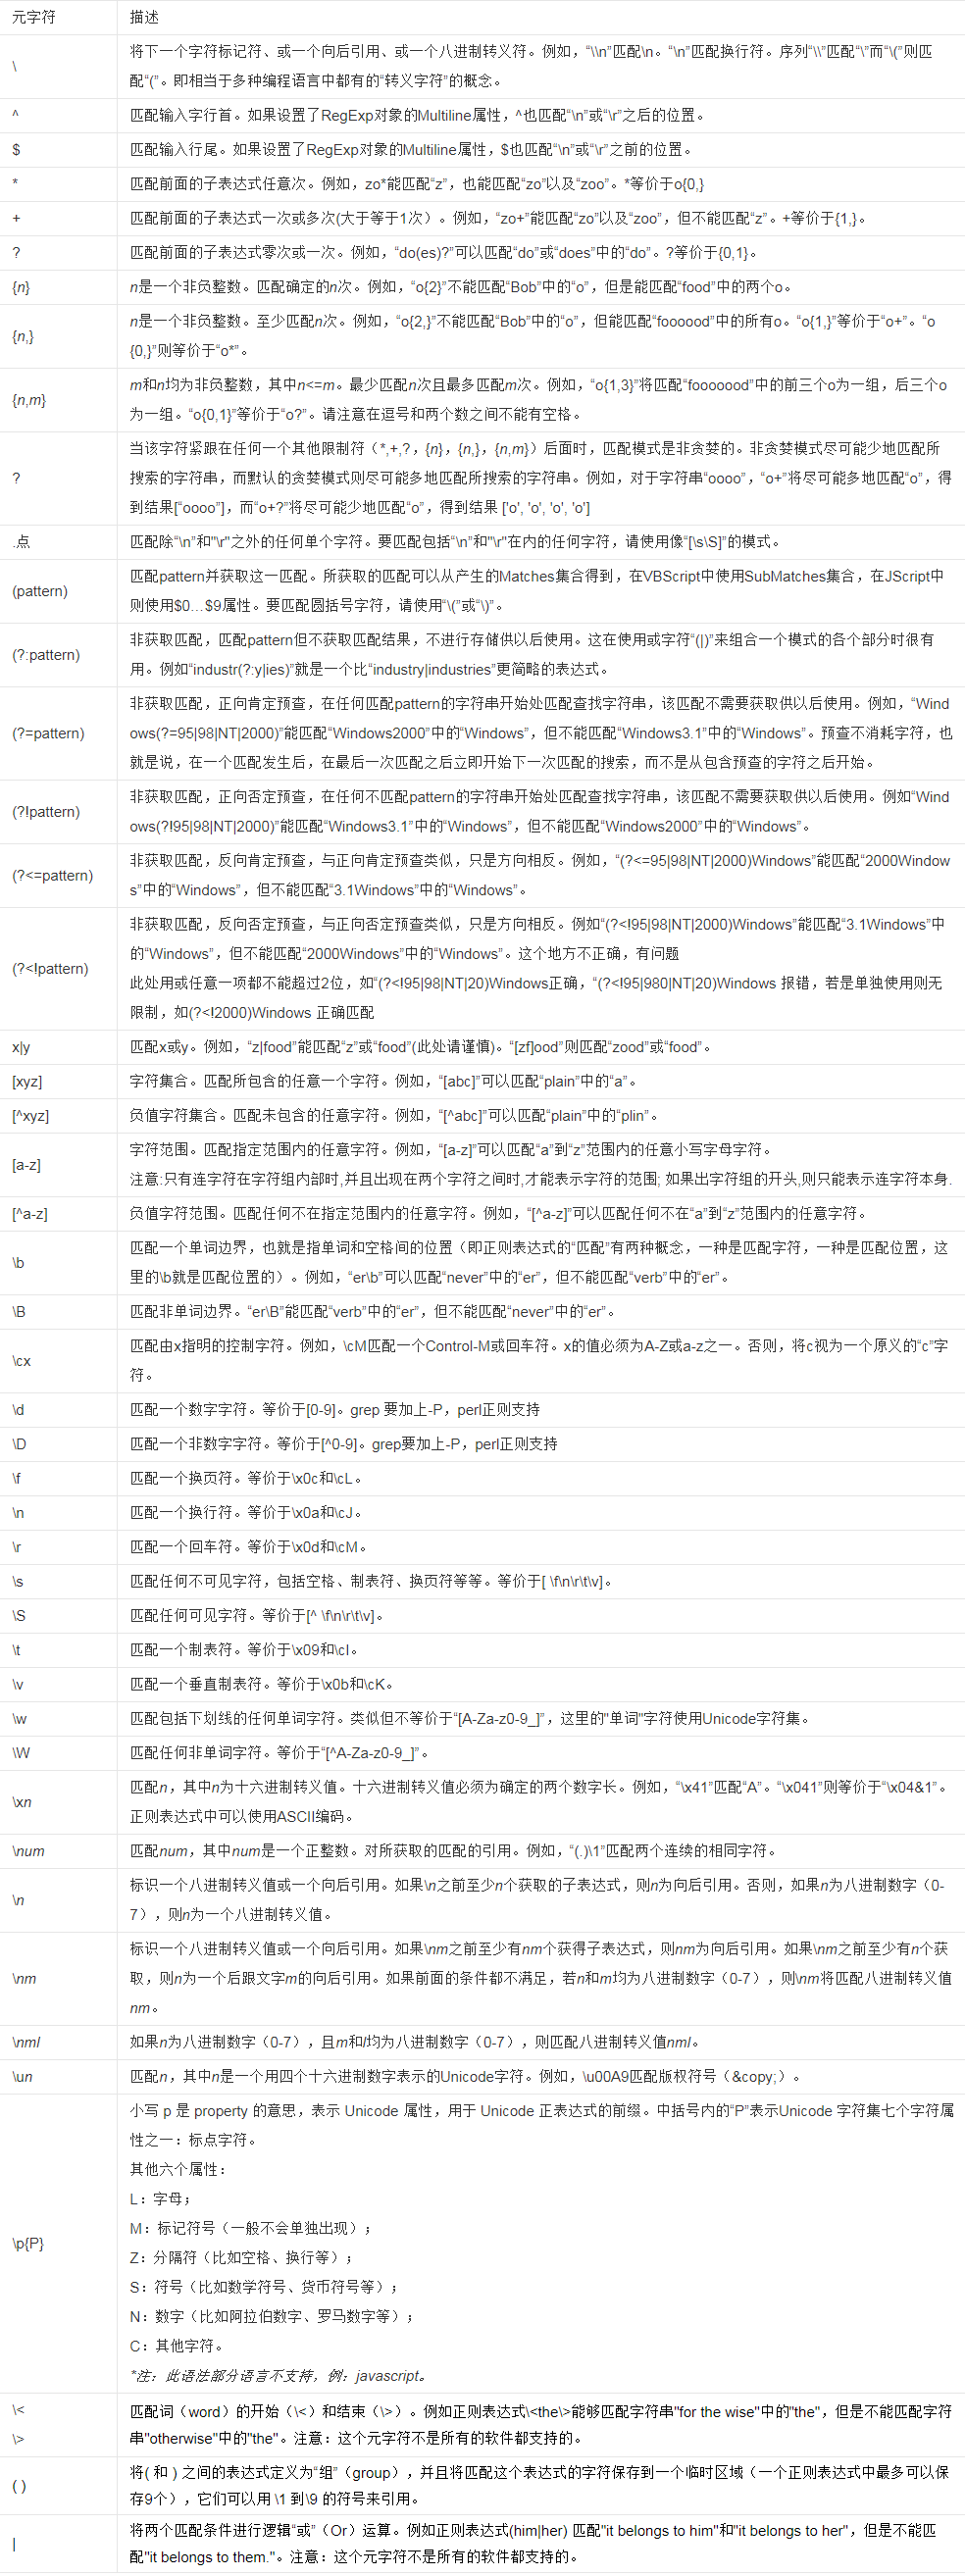 元字符 描述
\ 将下一个字符标记符、或一个向后引用、或一个八进制转义符。例如，“\\n”匹配\n。“\n”匹配换行符。序列“\\”匹配“\”而“\(”则匹
配“(”。即相当于多种编程语言中都有的“转义字符”的概念。
^ 匹配输入字行首。如果设置了RegExp对象的Multiline属性，^也匹配“\n”或“\r”之后的位置。
$ 匹配输入行尾。如果设置了RegExp对象的Multiline属性，$也匹配“\n”或“\r”之前的位置。
* 匹配前面的子表达式任意次。例如，zo*能匹配“z”，也能匹配“zo”以及“zoo”。*等价于o{0,}
+ 匹配前面的子表达式一次或多次(大于等于1次）。例如，“zo+”能匹配“zo”以及“zoo”，但不能匹配“z”。+等价于{1,}。
? 匹配前面的子表达式零次或一次。例如，“do(es)?”可以匹配“do”或“does”中的“do”。?等价于{0,1}。
{n} n是一个非负整数。匹配确定的n次。例如，“o{2}”不能匹配“Bob”中的“o”，但是能匹配“food”中的两个o。
{n,} n是一个非负整数。至少匹配n次。例如，“o{2,}”不能匹配“Bob”中的“o”，但能匹配“foooood”中的所有o。“o{1,}”等价于“o+”。“o
{0,}”则等价于“o*”。
{n,m} m和n均为非负整数，其中n<=m。最少匹配n次且最多匹配m次。例如，“o{1,3}”将匹配“fooooood”中的前三个o为一组，后三个o
为一组。“o{0,1}”等价于“o?”。请注意在逗号和两个数之间不能有空格。
? 当该字符紧跟在任何一个其他限制符（*,+,?，{n}，{n,}，{n,m}）后面时，匹配模式是非贪婪的。非贪婪模式尽可能少地匹配所
搜索的字符串，而默认的贪婪模式则尽可能多地匹配所搜索的字符串。例如，对于字符串“oooo”，“o+”将尽可能多地匹配“o”，得
到结果[“oooo”]，而“o+?”将尽可能少地匹配“o”，得到结果 ['o', 'o', 'o', 'o']
.点 匹配除“\n”和"\r"之外的任何单个字符。要匹配包括“\n”和"\r"在内的任何字符，请使用像“[\s\S]”的模式。
(pattern) 匹配pattern并获取这一匹配。所获取的匹配可以从产生的Matches集合得到，在VBScript中使用SubMatches集合，在JScript中
则使用$0…$9属性。要匹配圆括号字符，请使用“\(”或“\)”。
(?:pattern) 非获取匹配，匹配pattern但不获取匹配结果，不进行存储供以后使用。这在使用或字符“(|)”来组合一个模式的各个部分时很有
用。例如“industr(?:y|ies)”就是一个比“industry|industries”更简略的表达式。
(?=pattern) 非获取匹配，正向肯定预查，在任何匹配pattern的字符串开始处匹配查找字符串，该匹配不需要获取供以后使用。例如，“Wind
ows(?=95|98|NT|2000)”能匹配“Windows2000”中的“Windows”，但不能匹配“Windows3.1”中的“Windows”。预查不消耗字符，也
就是说，在一个匹配发生后，在最后一次匹配之后立即开始下一次匹配的搜索，而不是从包含预查的字符之后开始。
(?!pattern) 非获取匹配，正向否定预查，在任何不匹配pattern的字符串开始处匹配查找字符串，该匹配不需要获取供以后使用。例如“Wind
ows(?!95|98|NT|2000)”能匹配“Windows3.1”中的“Windows”，但不能匹配“Windows2000”中的“Windows”。
(?<=pattern) 非获取匹配，反向肯定预查，与正向肯定预查类似，只是方向相反。例如，“(?<=95|98|NT|2000)Windows”能匹配“2000Window
s”中的“Windows”，但不能匹配“3.1Windows”中的“Windows”。
(?<!pattern) 非获取匹配，反向否定预查，与正向否定预查类似，只是方向相反。例如“(?<!95|98|NT|2000)Windows”能匹配“3.1Windows”中
的“Windows”，但不能匹配“2000Windows”中的“Windows”。这个地方不正确，有问题
此处用或任意一项都不能超过2位，如“(?<!95|98|NT|20)Windows正确，“(?<!95|980|NT|20)Windows 报错，若是单独使用则无
限制，如(?<!2000)Windows 正确匹配
x|y 匹配x或y。例如，“z|food”能匹配“z”或“food”(此处请谨慎)。“[zf]ood”则匹配“zood”或“food”。
[xyz] 字符集合。匹配所包含的任意一个字符。例如，“[abc]”可以匹配“plain”中的“a”。
[^xyz] 负值字符集合。匹配未包含的任意字符。例如，“[^abc]”可以匹配“plain”中的“plin”。
[a-z] 字符范围。匹配指定范围内的任意字符。例如，“[a-z]”可以匹配“a”到“z”范围内的任意小写字母字符。
注意:只有连字符在字符组内部时,并且出现在两个字符之间时,才能表示字符的范围; 如果出字符组的开头,则只能表示连字符本身.
[^a-z] 负值字符范围。匹配任何不在指定范围内的任意字符。例如，“[^a-z]”可以匹配任何不在“a”到“z”范围内的任意字符。
\b 匹配一个单词边界，也就是指单词和空格间的位置（即正则表达式的“匹配”有两种概念，一种是匹配字符，一种是匹配位置，这
里的\b就是匹配位置的）。例如，“er\b”可以匹配“never”中的“er”，但不能匹配“verb”中的“er”。
\B 匹配非单词边界。“er\B”能匹配“verb”中的“er”，但不能匹配“never”中的“er”。
\cx 匹配由x指明的控制字符。例如，\cM匹配一个Control-M或回车符。x的值必须为A-Z或a-z之一。否则，将c视为一个原义的“c”字
符。
\d 匹配一个数字字符。等价于[0-9]。grep 要加上-P，perl正则支持
\D 匹配一个非数字字符。等价于[^0-9]。grep要加上-P，perl正则支持
\f 匹配一个换页符。等价于\x0c和\cL。
\n 匹配一个换行符。等价于\x0a和\cJ。
\r 匹配一个回车符。等价于\x0d和\cM。
\s 匹配任何不可见字符，包括空格、制表符、换页符等等。等价于[ \f\n\r\t\v]。
\S 匹配任何可见字符。等价于[^ \f\n\r\t\v]。
\t 匹配一个制表符。等价于\x09和\cI。
\v 匹配一个垂直制表符。等价于\x0b和\cK。
\w 匹配包括下划线的任何单词字符。类似但不等价于“[A-Za-z0-9_]”，这里的"单词"字符使用Unicode字符集。
\W 匹配任何非单词字符。等价于“[^A-Za-z0-9_]”。
\xn 匹配n，其中n为十六进制转义值。十六进制转义值必须为确定的两个数字长。例如，“\x41”匹配“A”。“\x041”则等价于“\x04&1”。
正则表达式中可以使用ASCII编码。
\num 匹配num，其中num是一个正整数。对所获取的匹配的引用。例如，“(.)\1”匹配两个连续的相同字符。
\n 标识一个八进制转义值或一个向后引用。如果\n之前至少n个获取的子表达式，则n为向后引用。否则，如果n为八进制数字（0-
7），则n为一个八进制转义值。
\nm 标识一个八进制转义值或一个向后引用。如果\nm之前至少有nm个获得子表达式，则nm为向后引用。如果\nm之前至少有n个获
取，则n为一个后跟文字m的向后引用。如果前面的条件都不满足，若n和m均为八进制数字（0-7），则\nm将匹配八进制转义值
nm。
\nml 如果n为八进制数字（0-7），且m和l均为八进制数字（0-7），则匹配八进制转义值nml。
\un 匹配n，其中n是一个用四个十六进制数字表示的Unicode字符。例如，\u00A9匹配版权符号（&copy;）。
\p{P} 小写 p 是 property 的意思，表示 Unicode 属性，用于 Unicode 正表达式的前缀。中括号内的“P”表示Unicode 字符集七个字符属
性之一：标点字符。
其他六个属性：
L：字母；
M：标记符号（一般不会单独出现）；
Z：分隔符（比如空格、换行等）；
S：符号（比如数学符号、货币符号等）；
N：数字（比如阿拉伯数字、罗马数字等）；
C：其他字符。
*注：此语法部分语言不支持，例：javascript。
\< 匹配词（word）的开始（\<）和结束（\>）。例如正则表达式\<the\>能够匹配字符串"for the wise"中的"the"，但是不能匹配字符
\> 串"otherwise"中的"the"。注意：这个元字符不是所有的软件都支持的。
( ) 将( 和 ) 之间的表达式定义为“组”（group），并且将匹配这个表达式的字符保存到一个临时区域（一个正则表达式中最多可以保
存9个），它们可以用 \1 到\9 的符号来引用。
| 将两个匹配条件进行逻辑“或”（Or）运算。例如正则表达式(him|her) 匹配"it belongs to him"和"it belongs to her"，但是不能匹
配"it belongs to them."。注意：这个元字符不是所有的软件都支持的。